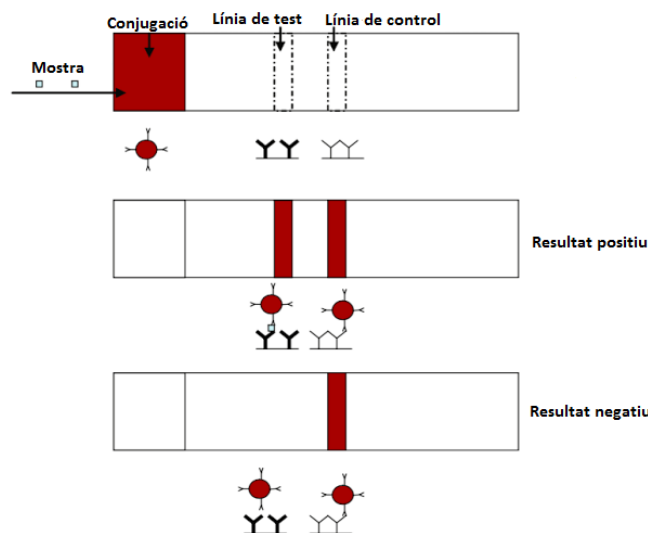 Conjugació
Línia de test
Línia de control
Mostra
Resultat positiu
Resultat negatiu